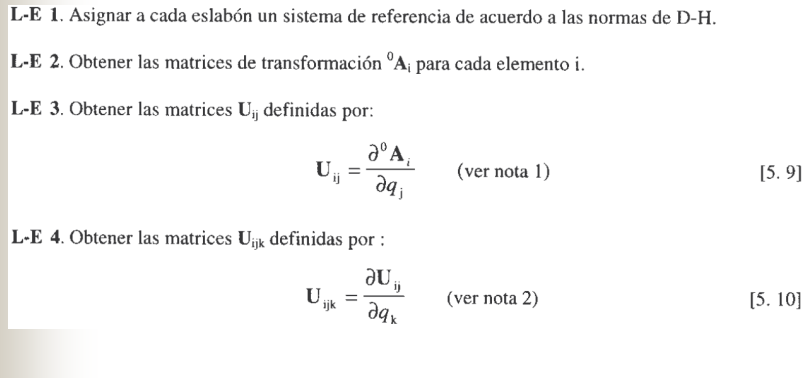 L-E 1. Asignar a cada eslabón un sistema de referencia de acuerdo a las normas de D-H.
L-E 2. Obtener las matrices de transformación ⁰Aᵢ para cada elemento i.
L-E 3. Obtener las matrices Uᵢⱼ definidas por:
Uᵢⱼ = ∂⁰Aᵢ / ∂qⱼ (ver nota 1) [5. 9]
L-E 4. Obtener las matrices Uᵢⱼₖ definidas por :
Uᵢⱼₖ = ∂Uᵢⱼ / ∂qₖ (ver nota 2) [5. 10]